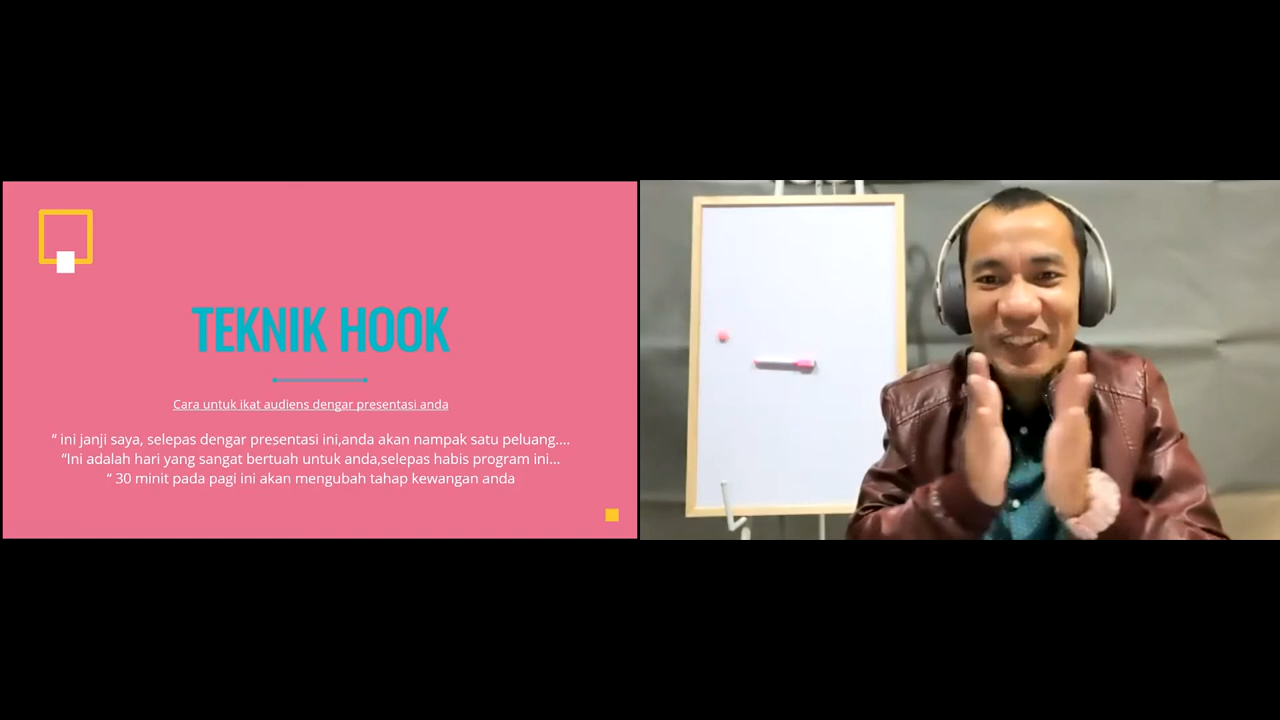 TEKNIK HOOK
Cara untuk ikat audiens dengar presentasi anda
“ ini janji saya, selepas dengar presentasi ini,anda akan nampak satu peluang....
“Ini adalah hari yang sangat bertuah untuk anda,selepas habis program ini...
“ 30 minit pada pagi ini akan mengubah tahap kewangan anda